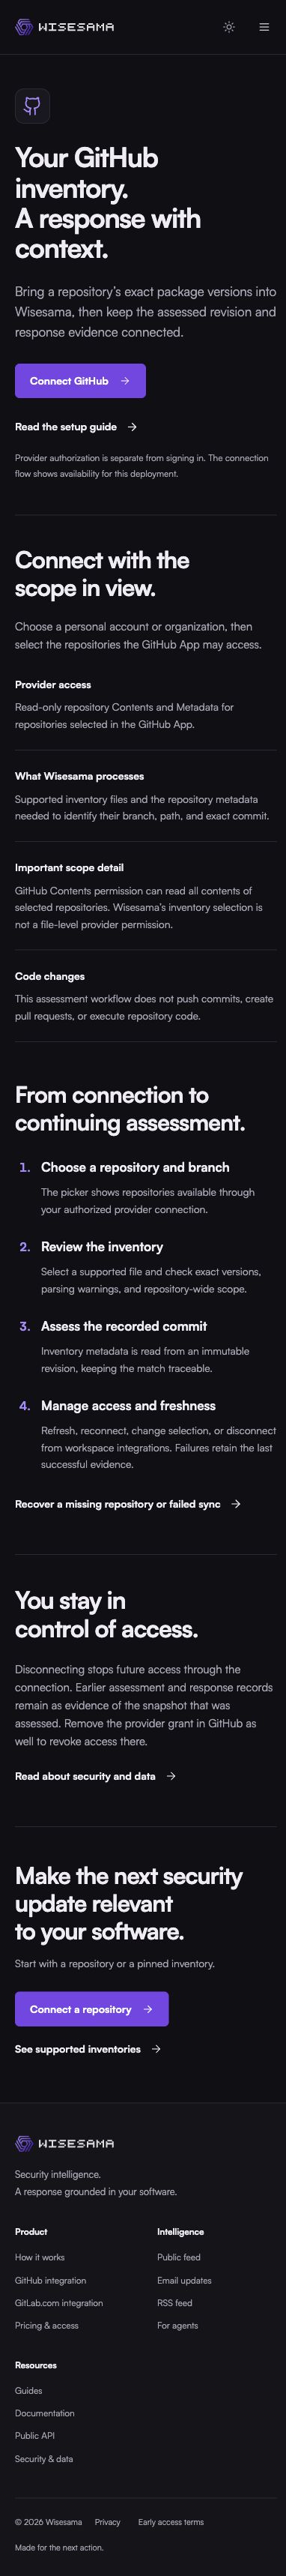 WISESAMA
Your GitHub
inventory.
A response with
context.
Bring a repository's exact package versions into
Wisesama, then keep the assessed revision and
response evidence connected.
Connect GitHub
Read the setup guide
Provider authorization is separate from signing in. The connection
flow shows availability for this deployment.
Connect with the
scope in view.
Choose a personal account or organization, then
select the repositories the GitHub App may access.
Provider access
Read-only repository Contents and Metadata for
repositories selected in the GitHub App.
What Wisesama processes
Supported inventory files and the repository metadata
needed to identify their branch, path, and exact commit.
Important scope detail
GitHub Contents permission can read all contents of
selected repositories. Wisesama's inventory selection is
not a file-level provider permission.
Code changes
This assessment workflow does not push commits, create
pull requests, or execute repository code.
From connection to
continuing assessment.
1. Choose a repository and branch
The picker shows repositories available through
your authorized provider connection.
2. Review the inventory
Select a supported file and check exact versions,
parsing warnings, and repository-wide scope.
3. Assess the recorded commit
Inventory metadata is read from an immutable
revision, keeping the match traceable.
4. Manage access and freshness
Refresh, reconnect, change selection, or disconnect
from workspace integrations. Failures retain the last
successful evidence.
Recover a missing repository or failed sync
You stay in
control of access.
Disconnecting stops future access through the
connection. Earlier assessment and response records
remain as evidence of the snapshot that was
assessed. Remove the provider grant in GitHub as
well to revoke access there.
Read about security and data
Make the next security
update relevant
to your software.
Start with a repository or a pinned inventory.
Connect a repository
See supported inventories
WISESAMA
Security intelligence.
A response grounded in your software.
Product
How it works
GitHub integration
GitLab.com integration
Pricing & access
Intelligence
Public feed
Email updates
RSS feed
For agents
Resources
Guides
Documentation
Public API
Security & data
© 2026 Wisesama Privacy Early access terms
Made for the next action.